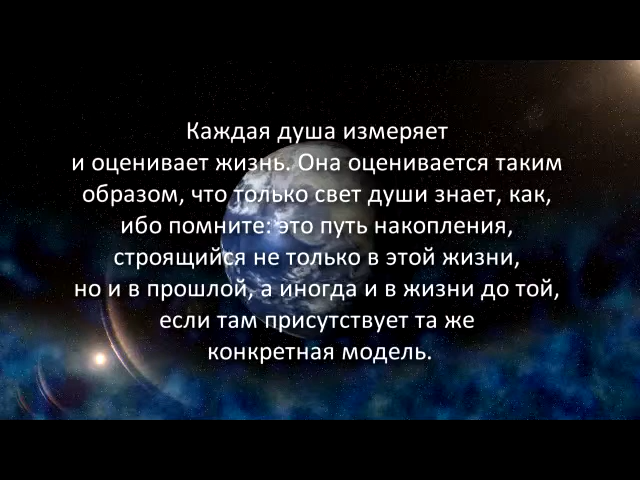 Каждая душа измеряет
и оценивает жизнь. Она оценивается таким
образом, что только свет души знает, как,
ибо помните: это путь накопления,
строящийся не только в этой жизни,
но и в прошлой, а иногда и в жизни до той,
если там присутствует та же
конкретная модель.